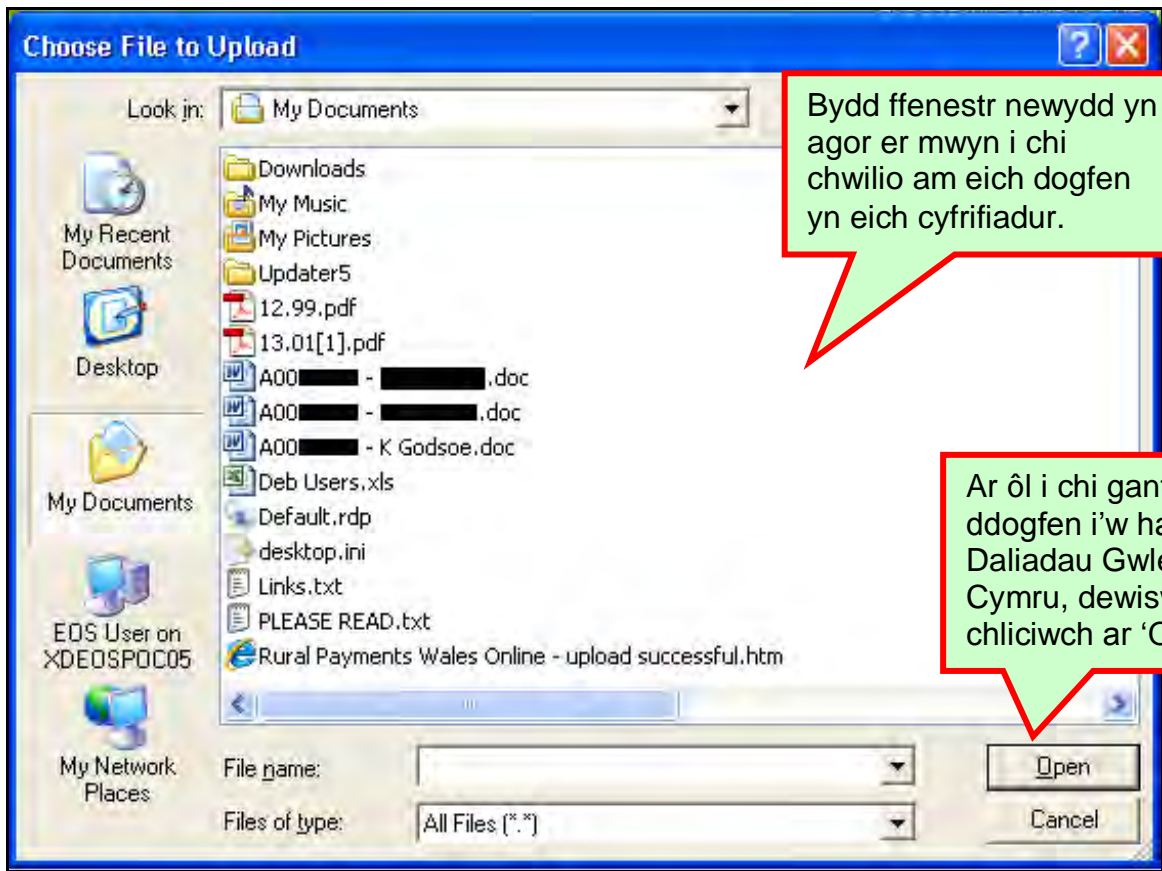 Choose File to Upload
Look in: My Documents
Bydd ffenestr newydd yn
agor er mwyn i chi
chwilio am eich dogfen
yn eich cyfrifiadur.
My Recent
Documents
Desktop
My Documents
EOS User on
XDEOSPOC05
My Network
Places
Downloads
My Music
My Pictures
Updater5
12.99.pdf
13.01[1].pdf
A00 - .doc
A00 - .doc
A00 - K Godsoe.doc
Deb Users.xls
Default.rdp
desktop.ini
Links.txt
PLEASE READ.txt
Rural Payments Wales Online - upload successful.htm
Ar ôl i chi
ddogfen i’w
Daliadau
Cymru,
chliciwch ar
File name:
Open
Files of type: All Files (*.*)
Cancel